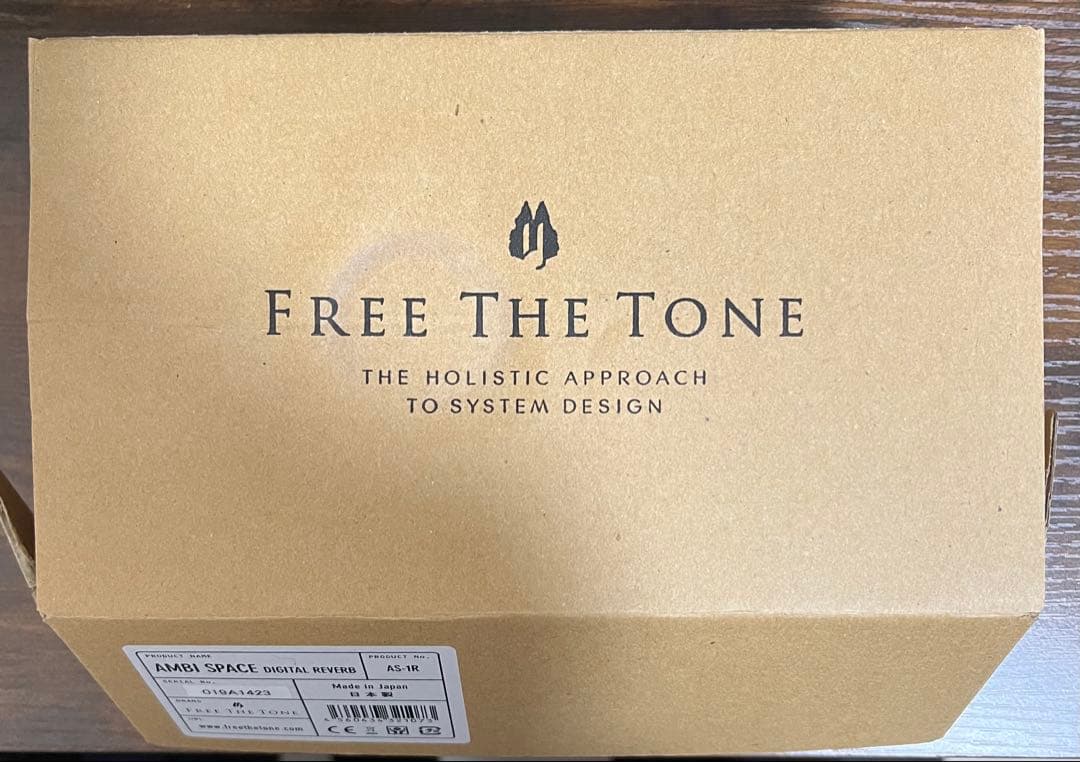 FREE THE TONE
THE HOLISTIC APPROACH
TO SYSTEM DESIGN
PRODUCT NAME
AMBI SPACE DIGITAL REVERB
PRODUCT No.
AS-1R
SERIAL No.
019A1423
Made in Japan
日本製
BRAND
FREE THE TONE
URL
www.freethetone.com
CE